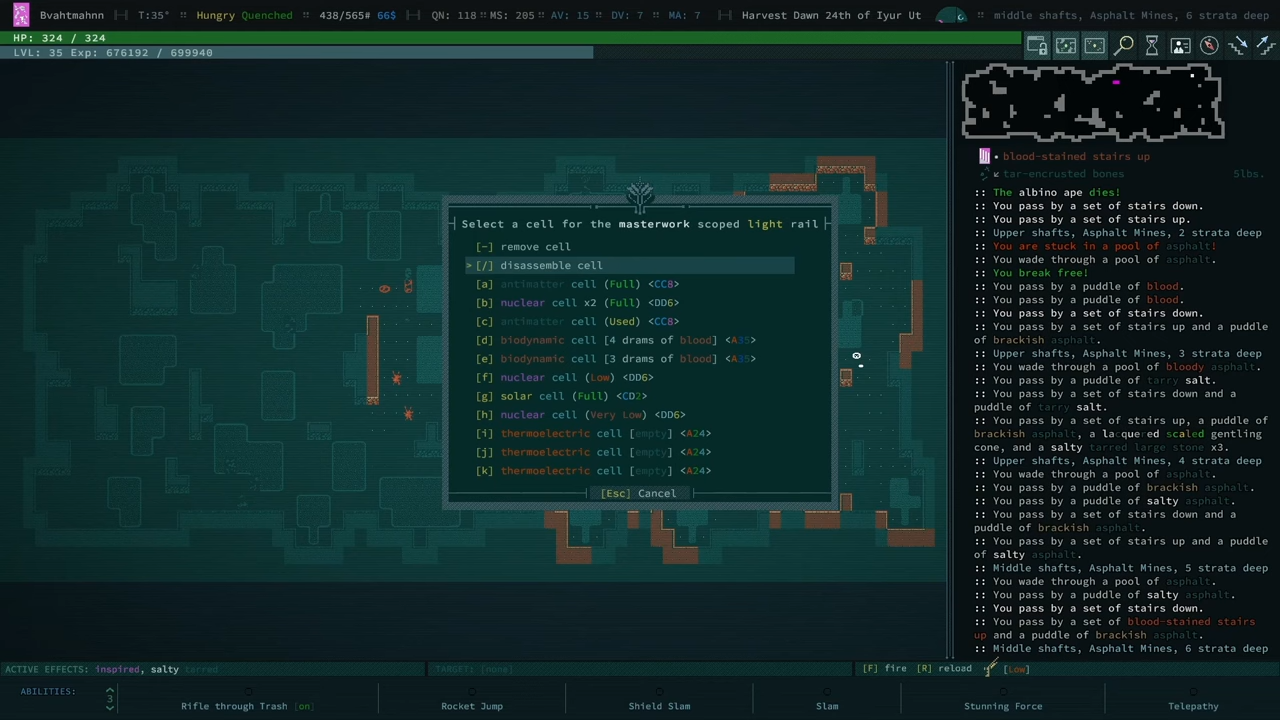 Bvahtmahnn T:35° Hungry Quenched 438/565# 66$ QN: 118 MS: 205 AV: 15 DV: 7 MA: 7 Harvest Dawn 24th of Iyur Ut middle shafts, Asphalt Mines, 6 strata deep
HP: 324 / 324
LVL: 35 Exp: 676192 / 699940
Select a cell for the masterwork scoped light rail
[-] remove cell
> [/] disassemble cell
[a] antimatter cell (Full) <CC8>
[b] nuclear cell x2 (Full) <DD6>
[c] antimatter cell (Used) <CC8>
[d] biodynamic cell [4 drams of blood] <A35>
[e] biodynamic cell [3 drams of blood] <A35>
[f] nuclear cell (Low) <DD6>
[g] solar cell (Full) <CD2>
[h] nuclear cell (Very Low) <DD6>
[i] thermoelectric cell [empty] <A24>
[j] thermoelectric cell [empty] <A24>
[k] thermoelectric cell [empty] <A24>
[Esc] Cancel
blood-stained stairs up
tar-encrusted bones 5lbs.
:: The albino ape dies!
:: You pass by a set of stairs down.
:: You pass by a set of stairs up.
:: Upper shafts, Asphalt Mines, 2 strata deep
:: You are stuck in a pool of asphalt!
:: You wade through a pool of asphalt.
:: You break free!
:: You pass by a puddle of blood.
:: You pass by a puddle of blood.
:: You pass by a set of stairs down.
:: You pass by a set of stairs up and a puddle
of brackish asphalt.
:: Upper shafts, Asphalt Mines, 3 strata deep
:: You wade through a pool of bloody asphalt.
:: You pass by a puddle of tarry salt.
:: You pass by a set of stairs down and a
puddle of tarry salt.
:: You pass by a set of stairs up, a puddle of
brackish asphalt, a lacquered scaled gentling
cone, and a salty tarred large stone x3.
:: Upper shafts, Asphalt Mines, 4 strata deep
:: You wade through a pool of asphalt.
:: You pass by a puddle of brackish asphalt.
:: You pass by a puddle of salty asphalt.
:: You pass by a set of stairs down and a
puddle of brackish asphalt.
:: You pass by a set of stairs up and a puddle
of salty asphalt.
:: Middle shafts, Asphalt Mines, 5 strata deep
:: You wade through a pool of asphalt.
:: You pass by a puddle of salty asphalt.
:: You pass by a set of stairs down.
:: You pass by a set of blood-stained stairs
up and a puddle of brackish asphalt.
:: Middle shafts, Asphalt Mines, 6 strata deep
ACTIVE EFFECTS: inspired, salty tarred TARGET: [none] [F] fire [R] reload [Low]
ABILITIES: 3 Rifle through Trash [on] Rocket Jump Shield Slam Slam Stunning Force Telepathy